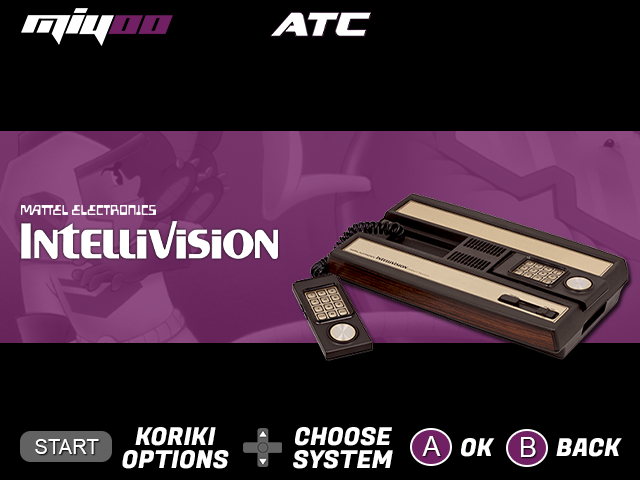 miyoo
ATC
MATTEL ELECTRONICS
INTELLIVISION
START
KORIKI
OPTIONS
CHOOSE
SYSTEM
A
OK
B
BACK